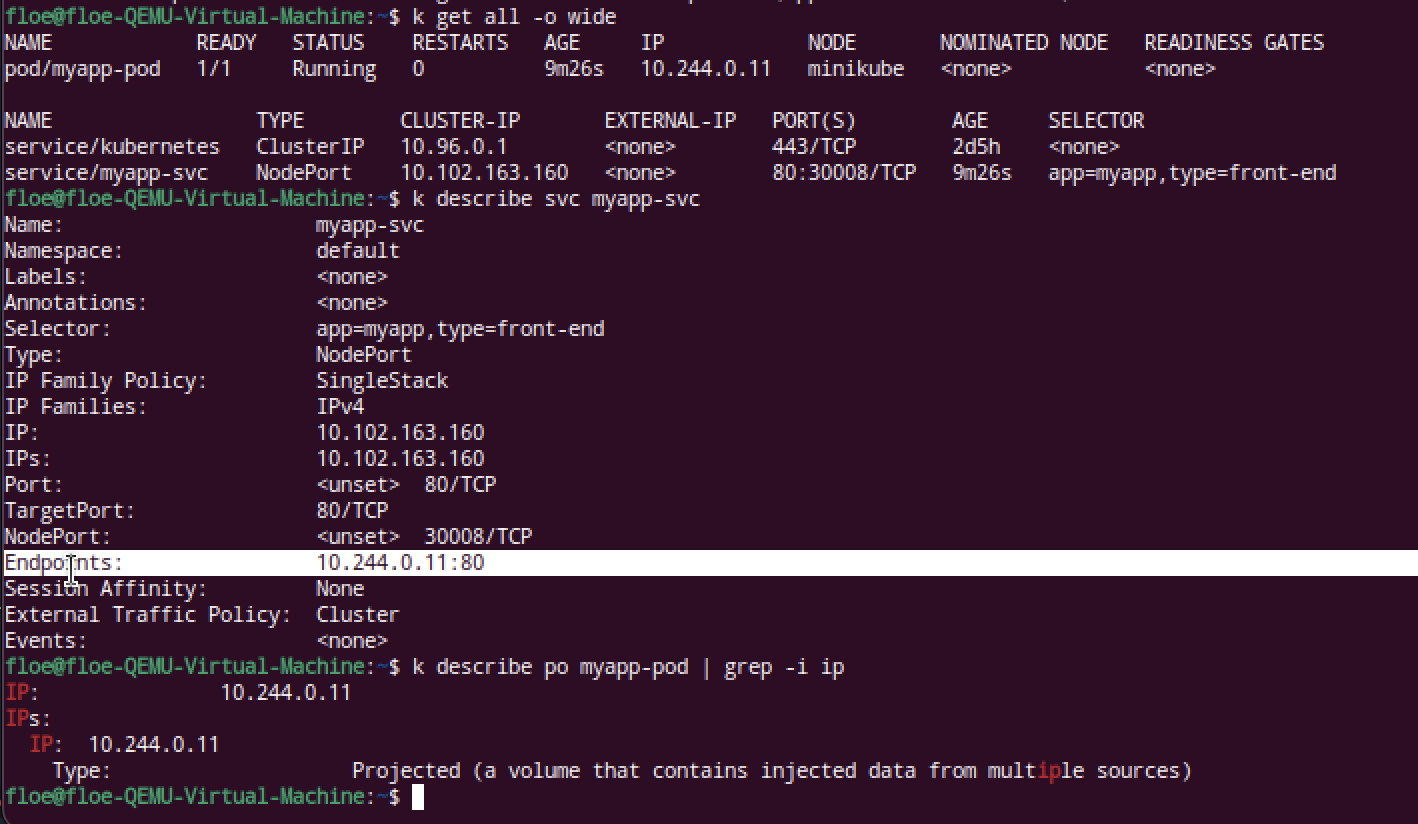 floe@floe-QEMU-Virtual-Machine:~$ k get all -o wide
NAME            READY   STATUS    RESTARTS   AGE     IP            NODE       NOMINATED NODE   READINESS GATES
pod/myapp-pod   1/1     Running   0          9m26s   10.244.0.11   minikube   <none>           <none>

NAME                 TYPE        CLUSTER-IP       EXTERNAL-IP   PORT(S)        AGE     SELECTOR
service/kubernetes   ClusterIP   10.96.0.1        <none>        443/TCP        2d5h    <none>
service/myapp-svc    NodePort    10.102.163.160   <none>        80:30008/TCP   9m26s   app=myapp,type=front-end
floe@floe-QEMU-Virtual-Machine:~$ k describe svc myapp-svc
Name:                     myapp-svc
Namespace:                default
Labels:                   <none>
Annotations:              <none>
Selector:                 app=myapp,type=front-end
Type:                     NodePort
IP Family Policy:         SingleStack
IP Families:              IPv4
IP:                       10.102.163.160
IPs:                      10.102.163.160
Port:                     <unset>  80/TCP
TargetPort:               80/TCP
NodePort:                 <unset>  30008/TCP
Endpoints:                10.244.0.11:80
Session Affinity:         None
External Traffic Policy:  Cluster
Events:                   <none>
floe@floe-QEMU-Virtual-Machine:~$ k describe po myapp-pod | grep -i ip
IP:               10.244.0.11
IPs:
  IP:  10.244.0.11
    Type:                    Projected (a volume that contains injected data from multiple sources)
floe@floe-QEMU-Virtual-Machine:~$